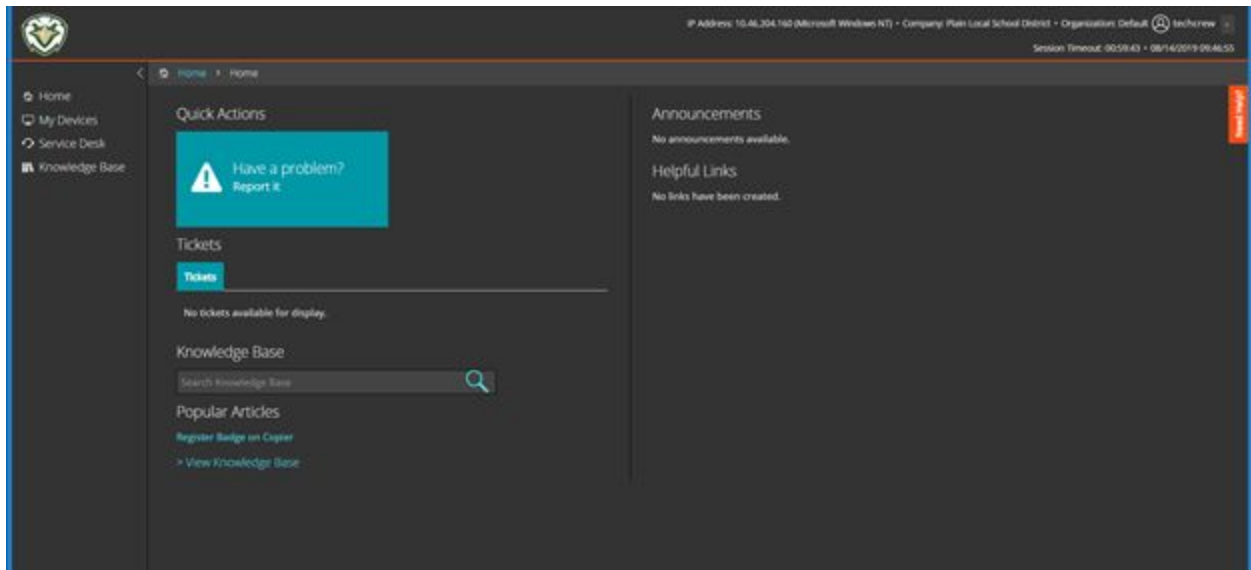 IP Address: 10.46.204.160 (Microsoft Windows NT) • Company: Plain Local School District • Organization: Default techcrew
Session Timeout: 00:59:43 • 08/14/2019 09:46:55
Home > Home
Home
My Devices
Service Desk
Knowledge Base
Quick Actions
Have a problem?
Report it
Tickets
Tickets
No tickets available for display.
Knowledge Base
Search Knowledge Base
Popular Articles
Register Badge on Copier
> View Knowledge Base
Announcements
No announcements available.
Helpful Links
No links have been created.
Need Help?